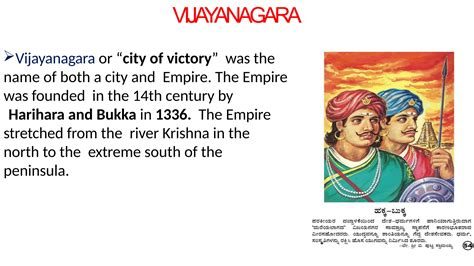 VIJAYANAGARA
➢Vijayanagara or “city of victory” was the
name of both a city and Empire. The Empire
was founded in the 14th century by
Harihara and Bukka in 1336. The Empire
stretched from the river Krishna in the
north to the extreme south of the
peninsula.
ಹಕ್ಕ-ಬುಕ್ಕ